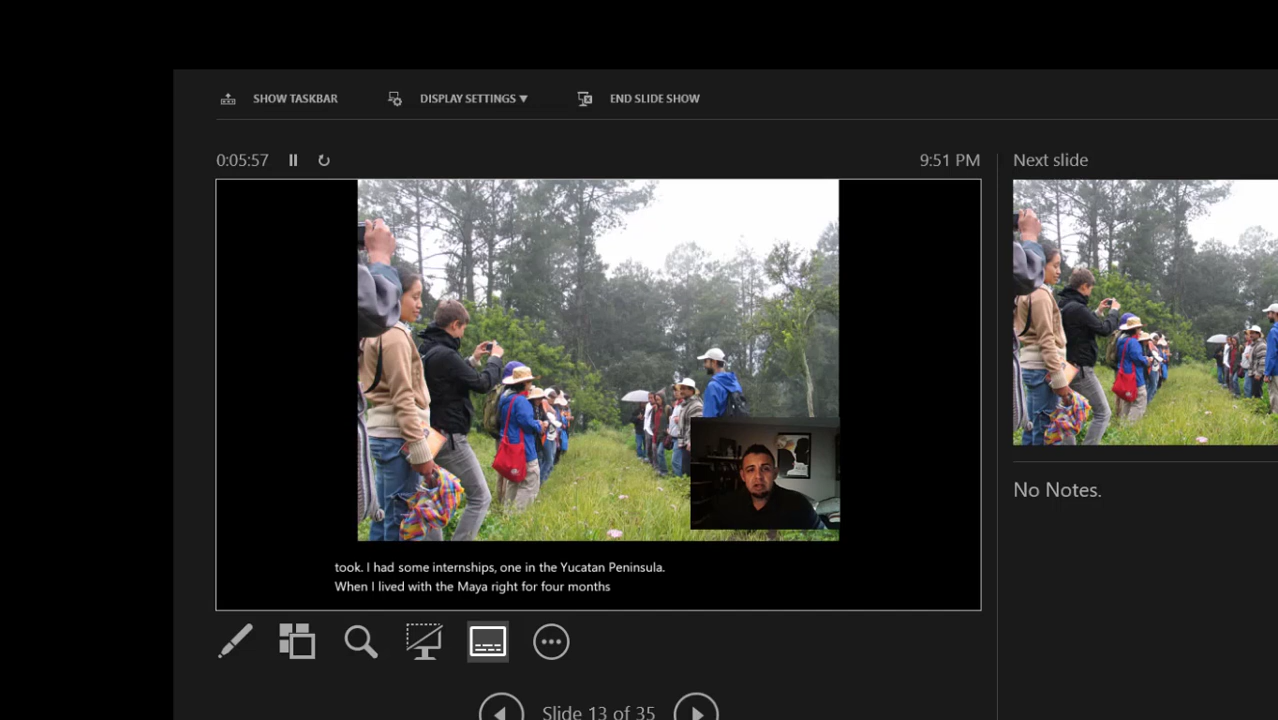 SHOW TASKBAR
DISPLAY SETTINGS ▼
END SLIDE SHOW
0:05:57
9:51 PM
Next slide
No Notes.
took. I had some internships, one in the Yucatan Peninsula.
When I lived with the Maya right for four months
Slide 13 of 35